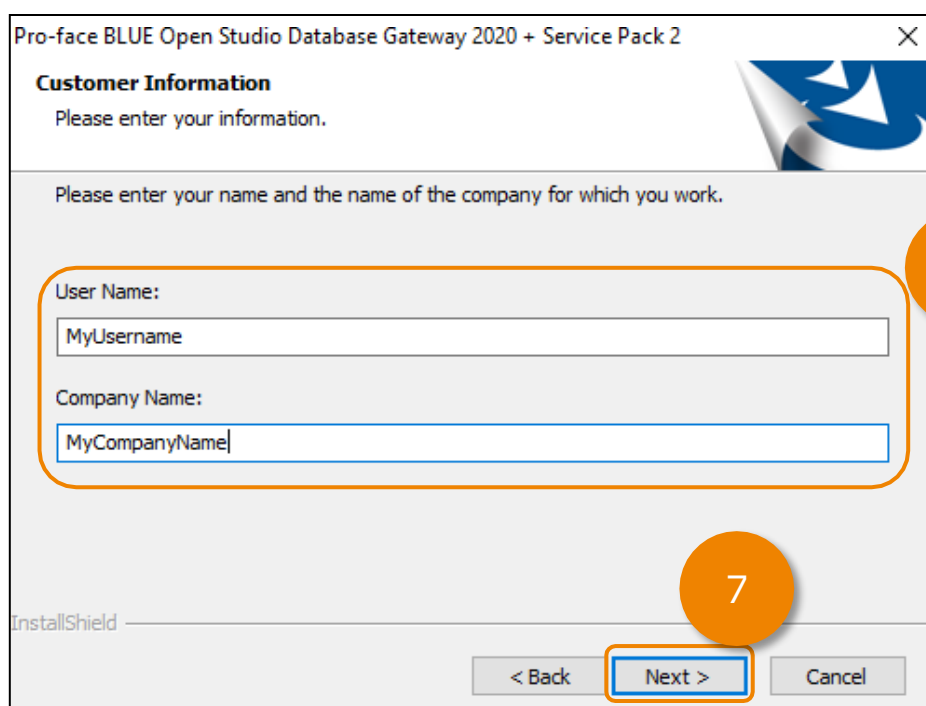 Pro-face BLUE Open Studio Database Gateway 2020 + Service Pack 2
Customer Information
Please enter your information.
Please enter your name and the name of the company for which you work.
User Name:
MyUsername
Company Name:
MyCompanyName
7
InstallShield
< Back
Next >
Cancel